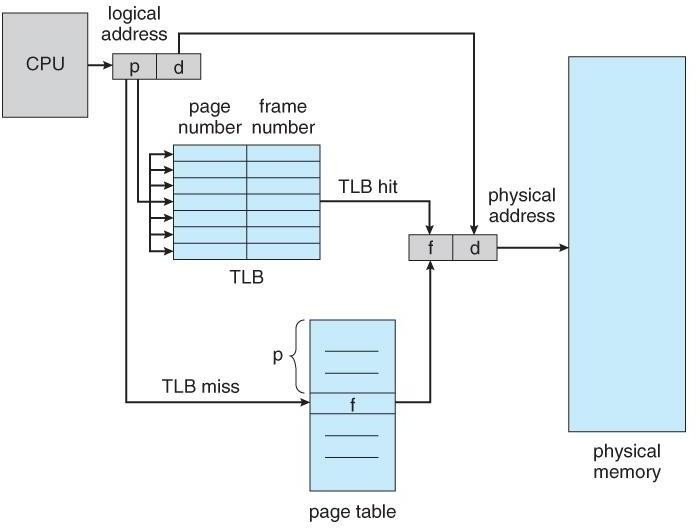 logical
address
CPU
p d
page frame
number number
TLB hit
physical
address
f d
TLB
p
TLB miss
f
physical
memory
page table